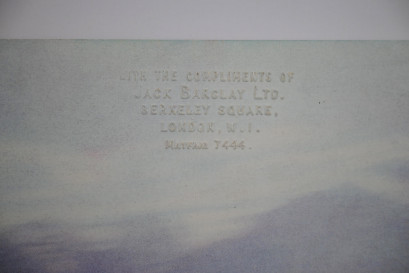 WITH THE COMPLIMENTS OF
JACK BARCLAY LTD.
BERKELEY SQUARE,
LONDON, W.1.
MAYFAIR 7444.